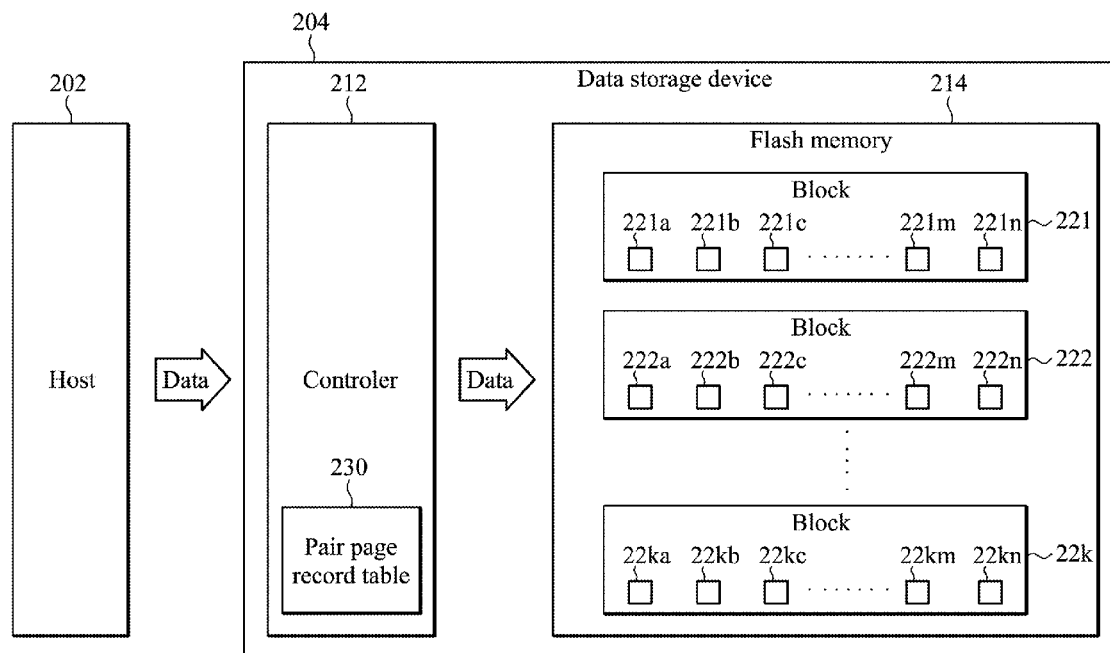 204
202
212
Data storage device
214
Flash memory
Block
221a 221b 221c 221m 221n
221
Block
222a 222b 222c 222m 222n
222
Host
Data
Controler
Data
230
Pair page
record table
Block
22ka 22kb 22kc 22km 22kn
22k